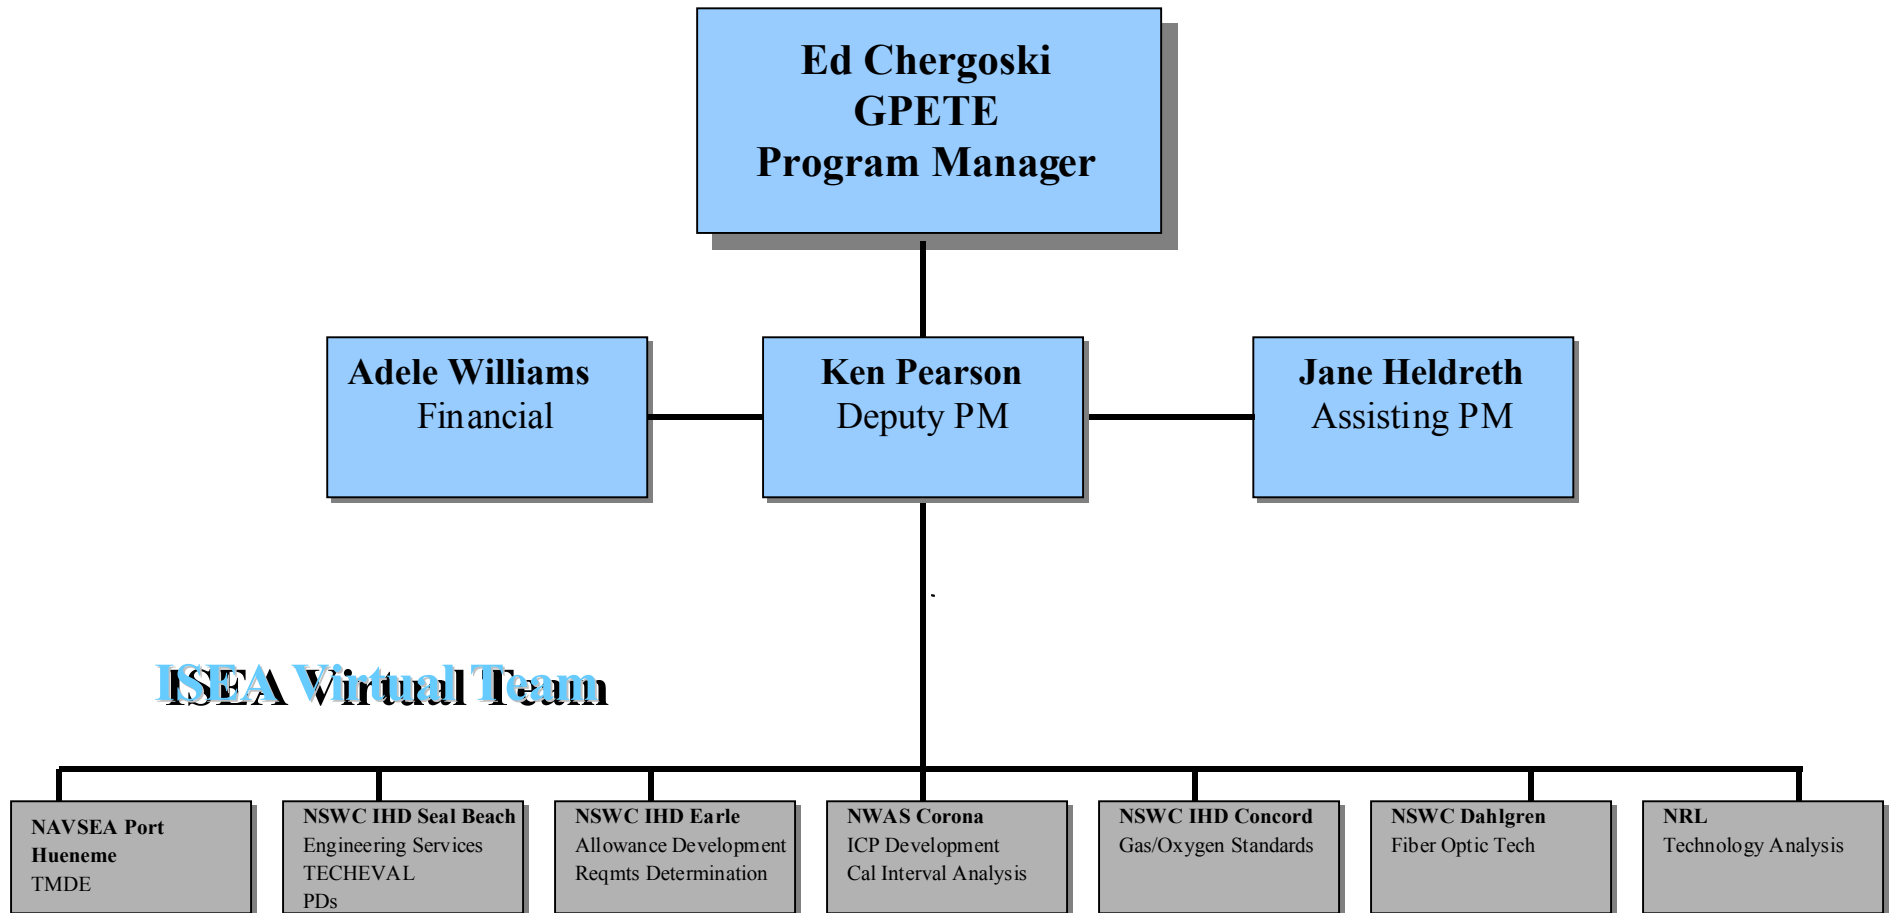 Ed Chergoski
GPETE
Program Manager
Adele Williams
Financial
Ken Pearson
Deputy PM
Jane Heldreth
Assisting PM
ISEA Virtual Team
NAVSEA Port
Hueneme
TMDE
NSWC IHD Seal Beach
Engineering Services
TECHEVAL
PDs
NSWC IHD Earle
Allowance Development
Reqmts Determination
NWAS Corona
ICP Development
Cal Interval Analysis
NSWC IHD Concord
Gas/Oxygen Standards
NSWC Dahlgren
Fiber Optic Tech
NRL
Technology Analysis